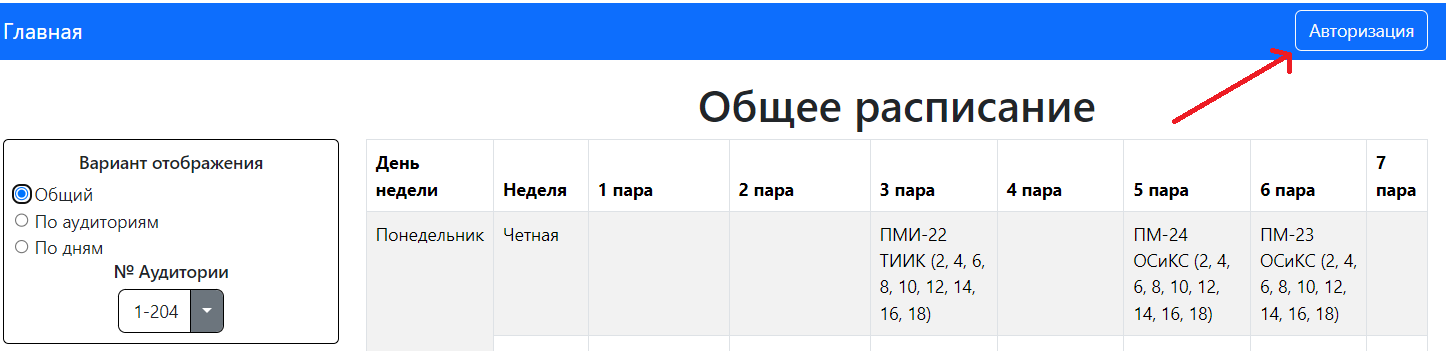 Главная
Авторизация
Общее расписание
Вариант отображения
Общий
По аудиториям
По дням
№ Аудитории
1-204
День
недели
Неделя
1 пара
2 пара
3 пара
4 пара
5 пара
6 пара
7
пара
Понедельник
Четная
ПМИ-22
ТИИК (2, 4, 6,
8, 10, 12, 14,
16, 18)
ПМ-24
ОСиКС (2, 4,
6, 8, 10, 12,
14, 16, 18)
ПМ-23
ОСиКС (2, 4,
6, 8, 10, 12,
14, 16, 18)